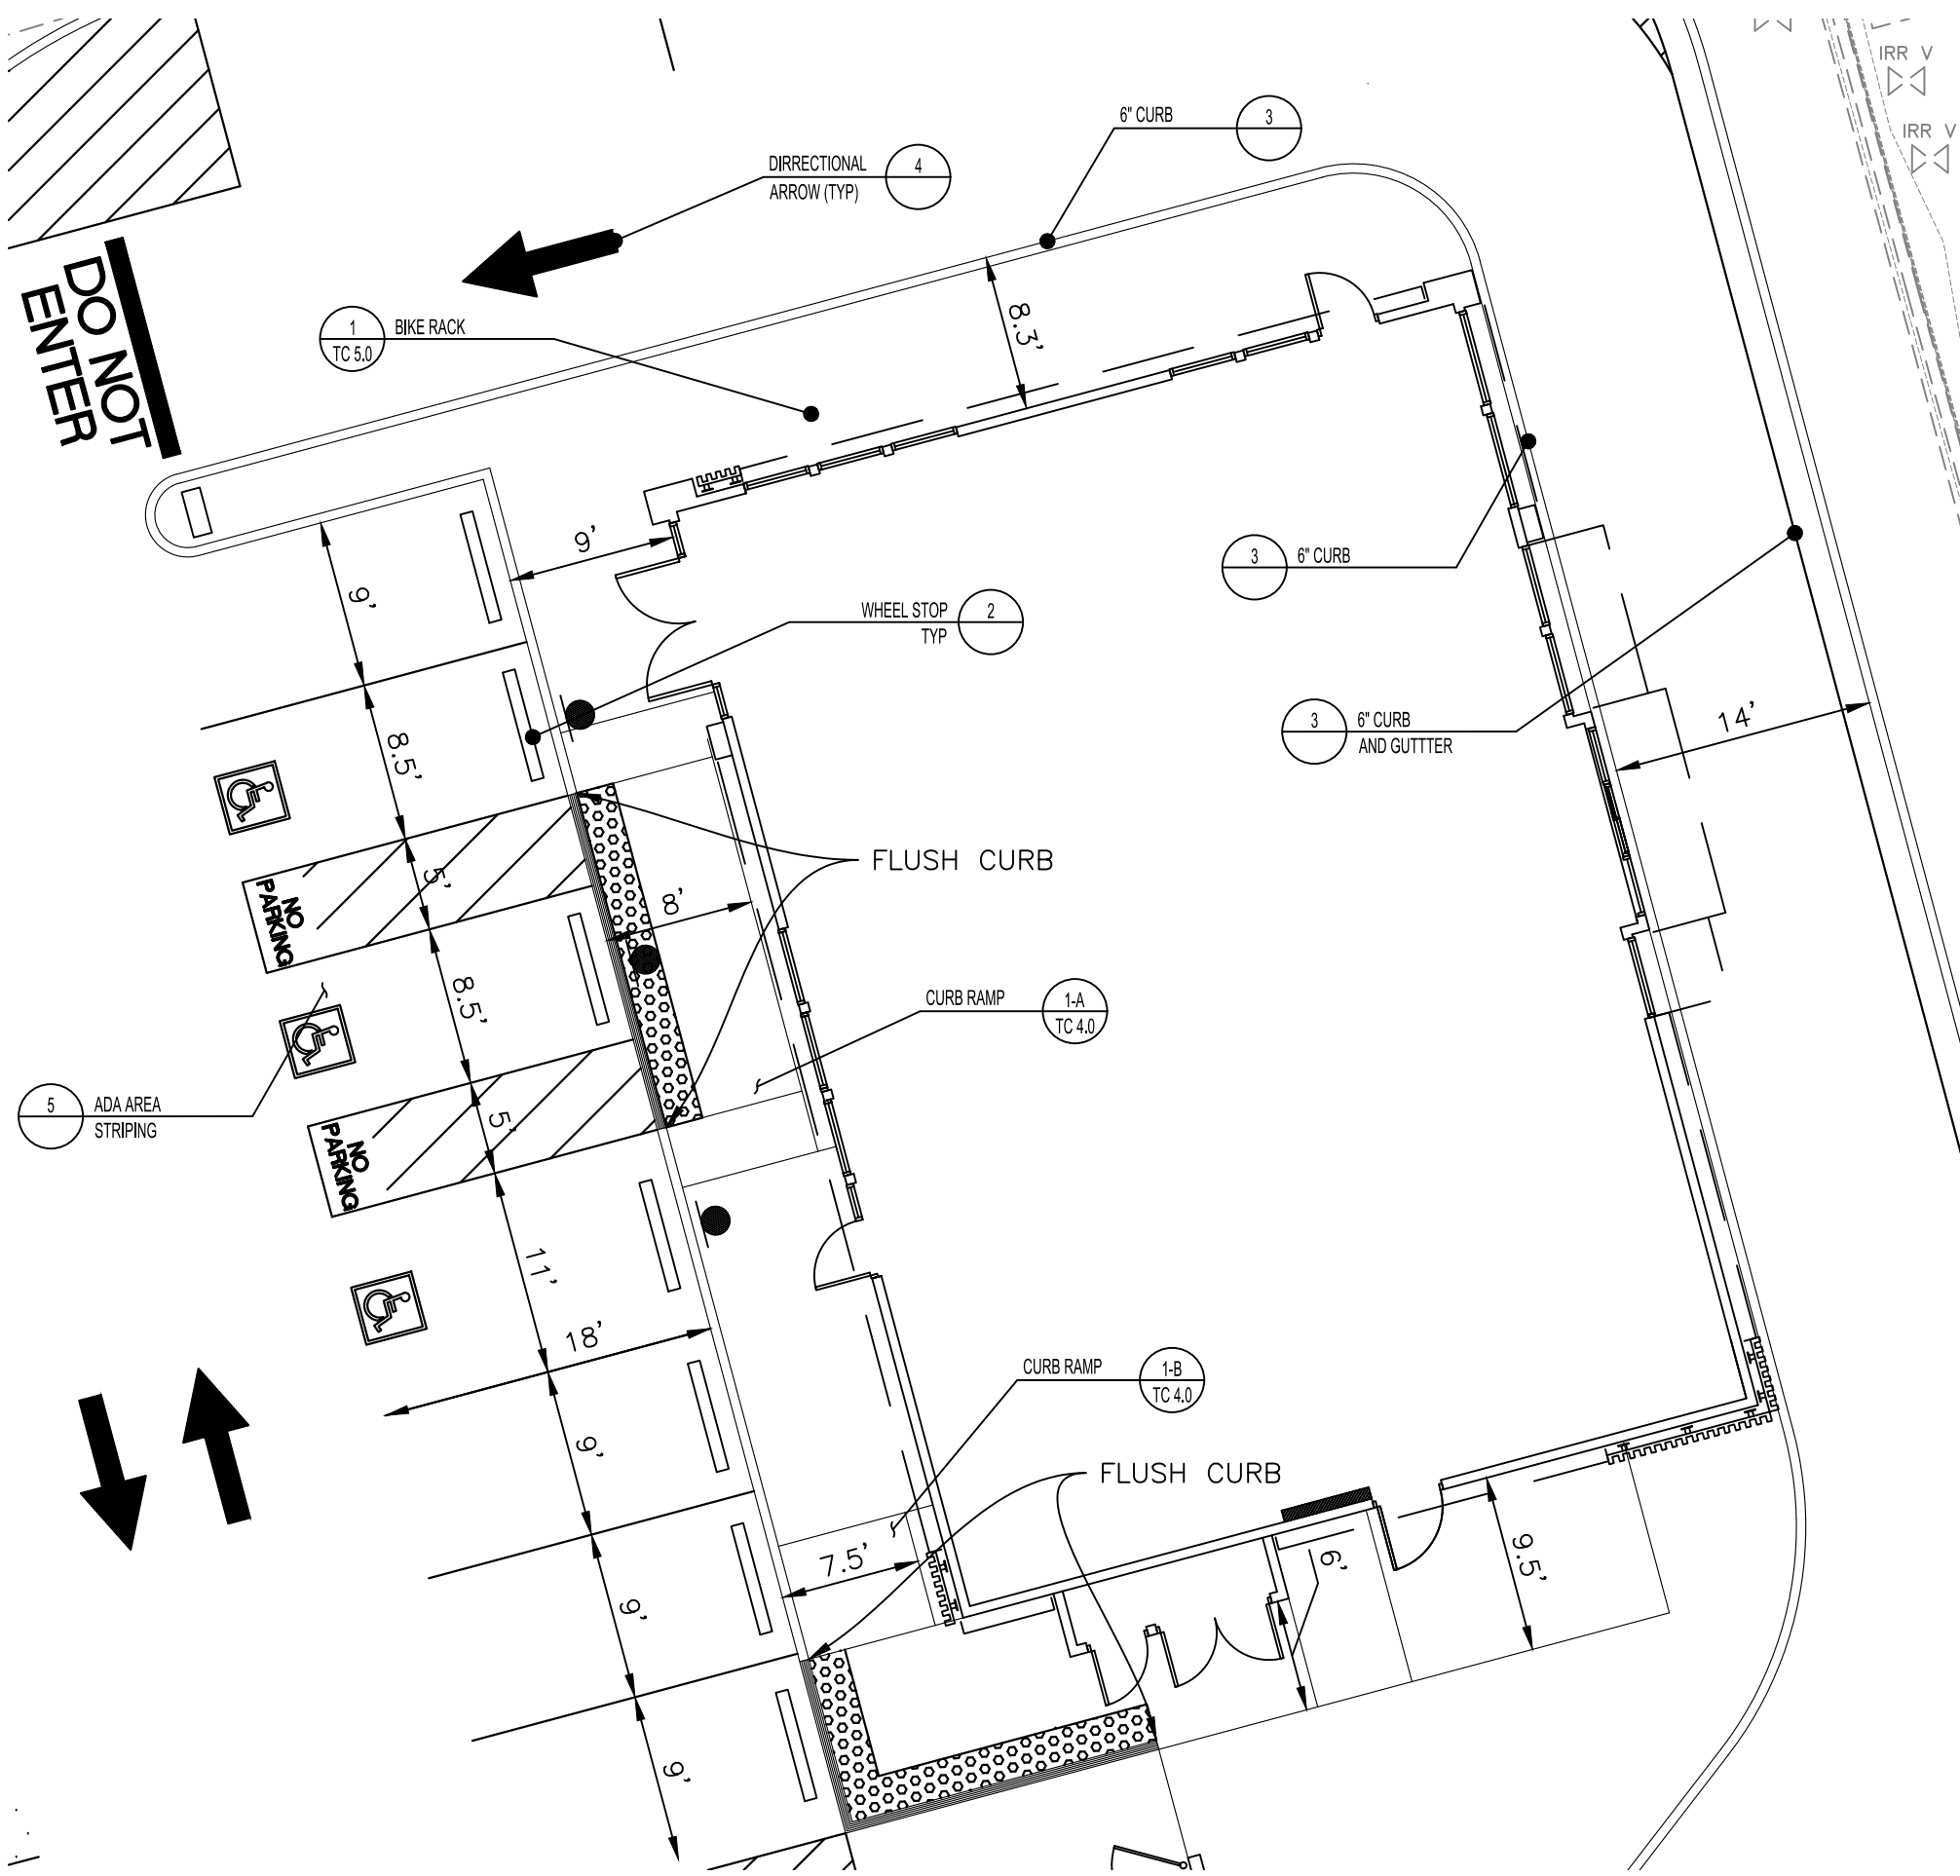 IRR V
IRR V
6" CURB
3
DIRRECTIONAL
ARROW (TYP)
4
DO NOT
ENTER
1
TC 5.0
BIKE RACK
8.3'
9'
9'
3
6" CURB
WHEEL STOP
TYP
2
3
6" CURB
AND GUTTTER
14'
8.5'
FLUSH CURB
5'
8'
NO
PARKING
8.5'
CURB RAMP
1-A
TC 4.0
5
ADA AREA
STRIPING
5'
NO
PARKING
11'
18'
CURB RAMP
1-B
TC 4.0
9'
FLUSH CURB
7.5'
6'
9.5'
9'
9'